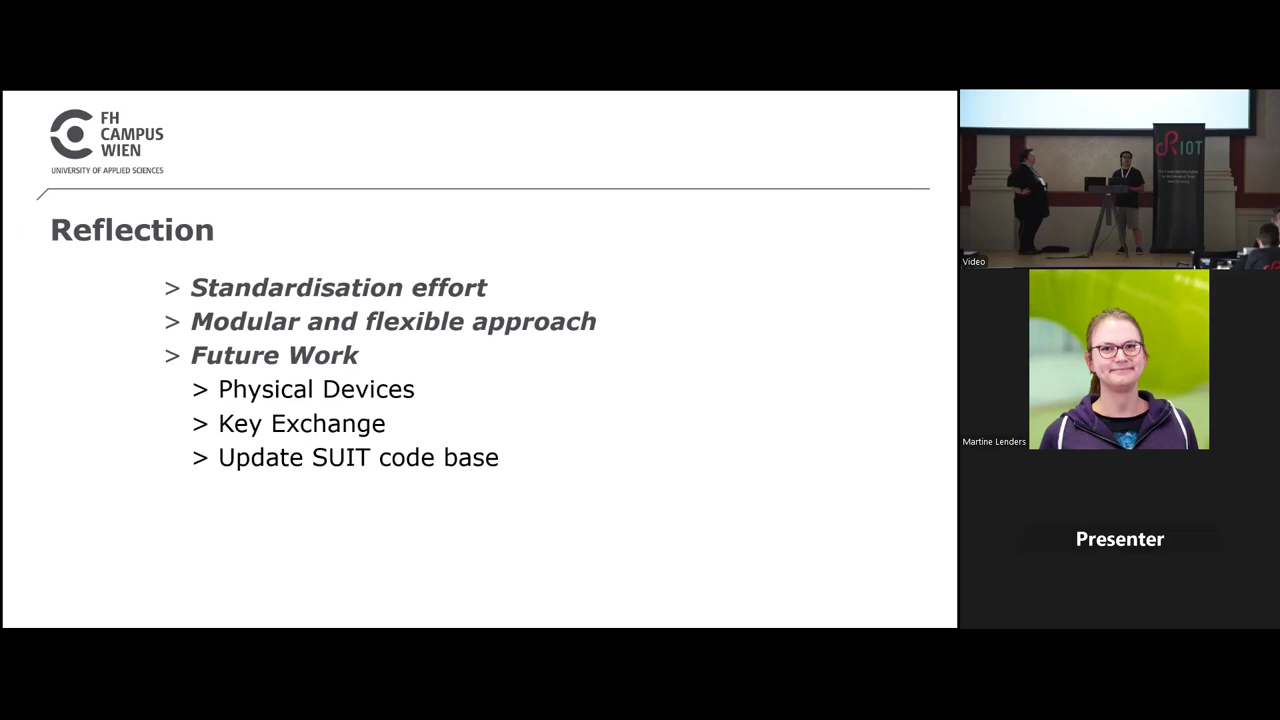 FH
CAMPUS
WIEN
UNIVERSITY OF APPLIED SCIENCES
Reflection
> Standardisation effort
> Modular and flexible approach
> Future Work
> Physical Devices
> Key Exchange
> Update SUIT code base
RIOT
Video
Martine Lenders
Presenter